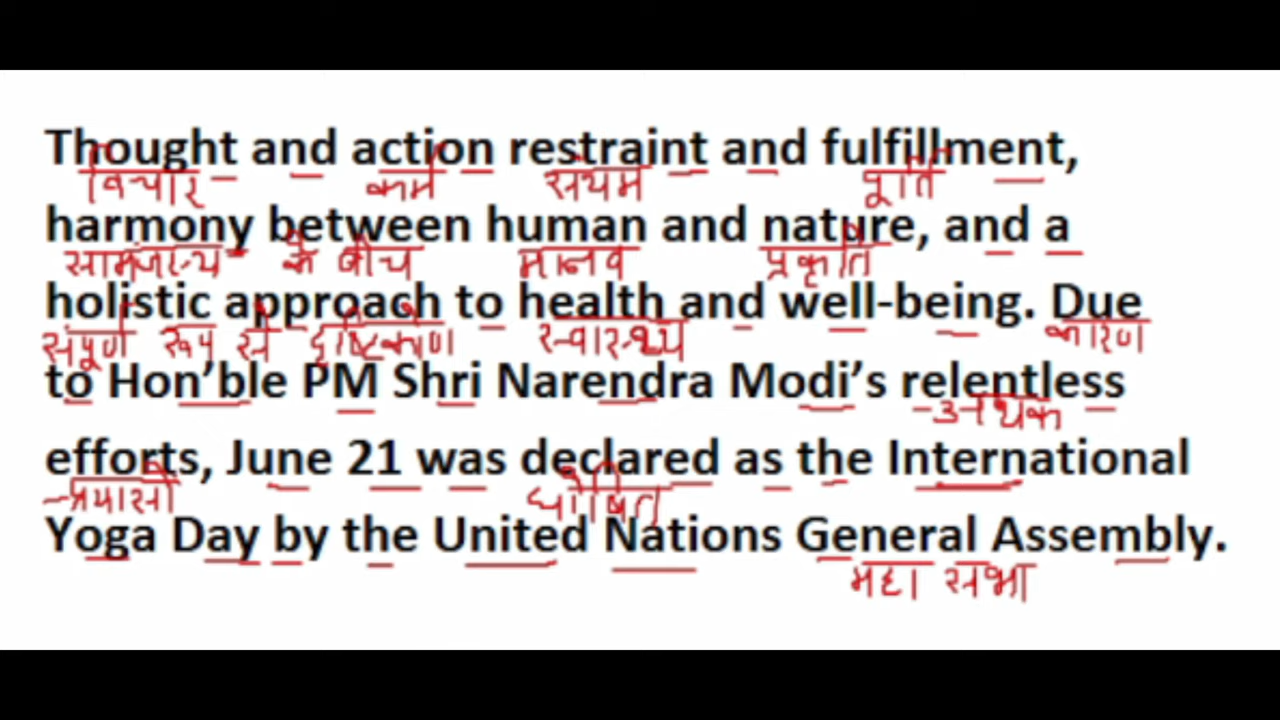 Thought and action restraint and fulfillment,
विचार कर्म संयम पूर्ति
harmony between human and nature, and a
सामंजस्य के बीच मानव प्रकृति
holistic approach to health and well-being. Due
संपूर्ण रूप से दृष्टिकोण स्वास्थ्य कारण
to Hon’ble PM Shri Narendra Modi’s relentless
efforts, June 21 was declared as the International
प्रयासों घोषित
Yoga Day by the United Nations General Assembly.
महा सभा